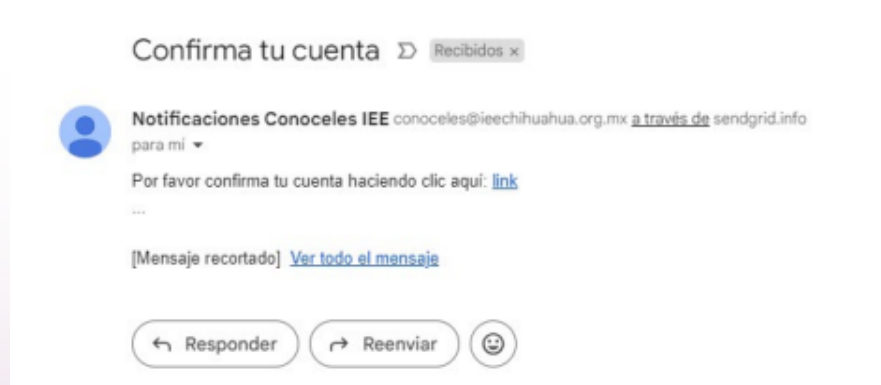 Confirma tu cuenta Recibidos ×
Notificaciones Conoceles IEE conoceles@ieechihuahua.org.mx a través de sendgrid.info
para mí
Por favor confirma tu cuenta haciendo clic aquí: link
...
[Mensaje recortado] Ver todo el mensaje
Responder Reenviar